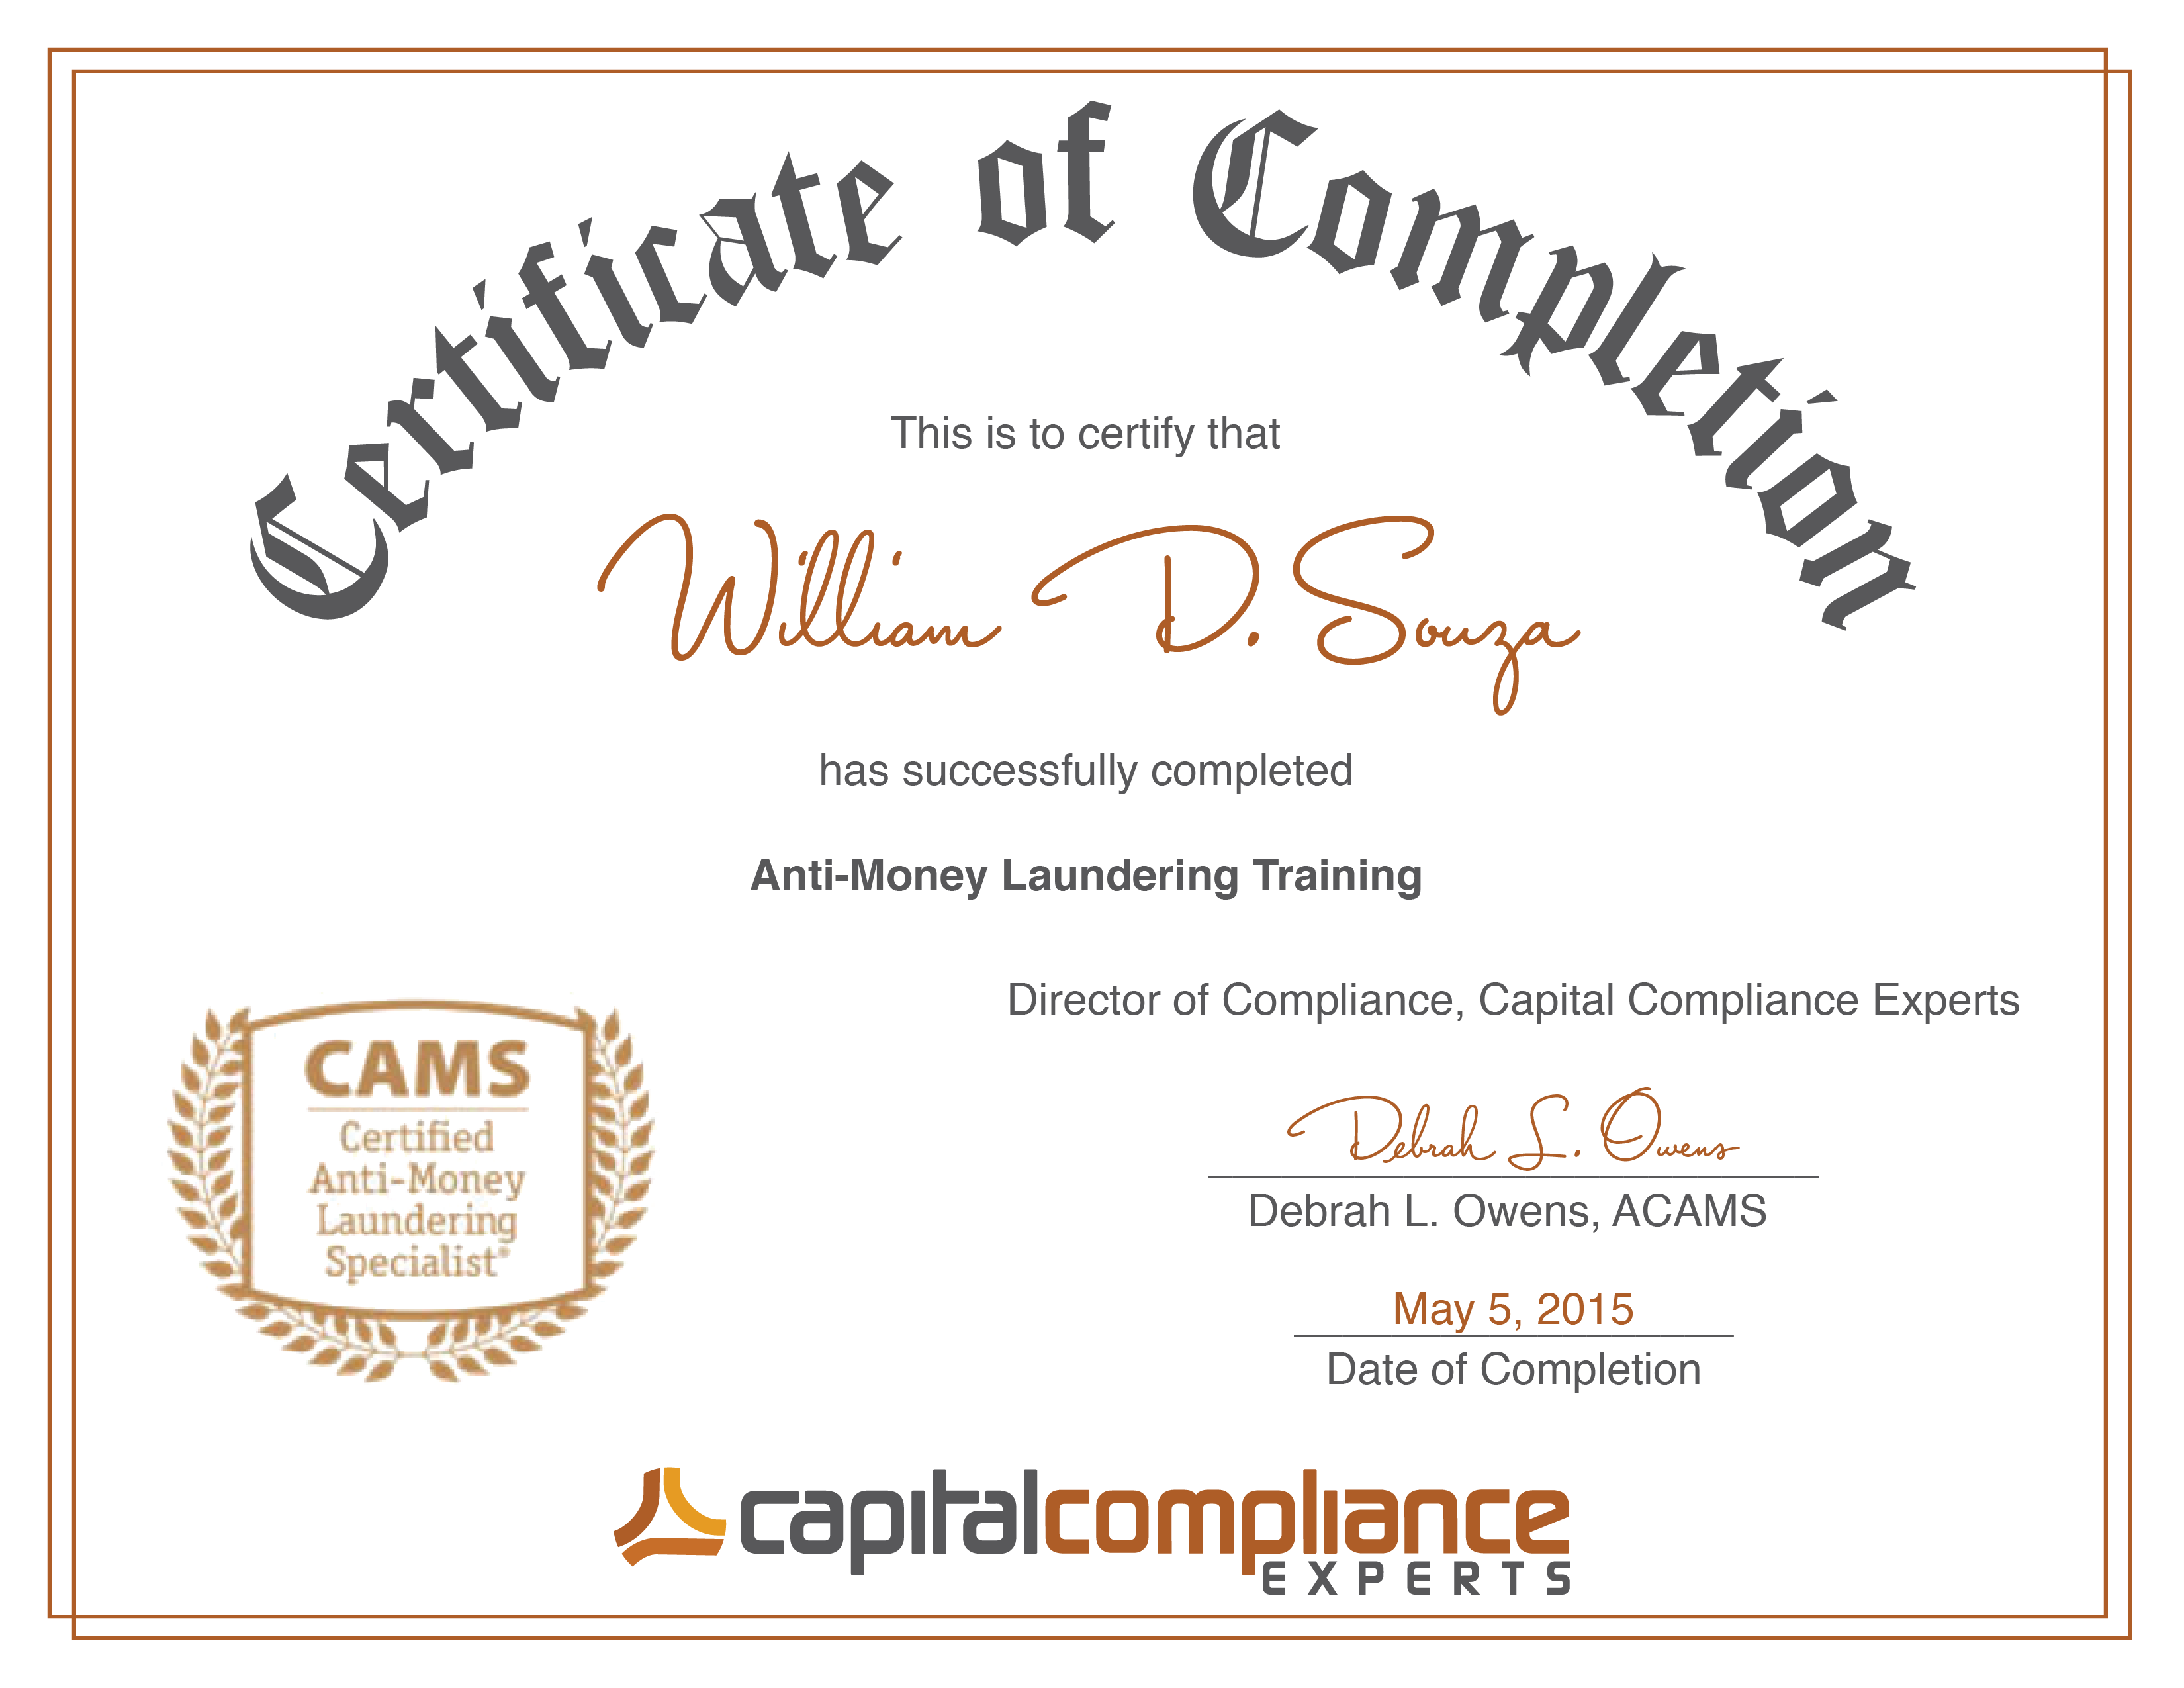 Certificate of Completion
This is to certify that
William D. Souza
has successfully completed
Anti-Money Laundering Training
Director of Compliance, Capital Compliance Experts
CAMS
Certified
Anti-Money
Laundering
Specialist®
Debrah L. Owens
Debrah L. Owens, ACAMS
May 5, 2015
Date of Completion
capitalcompliance
EXPERTS